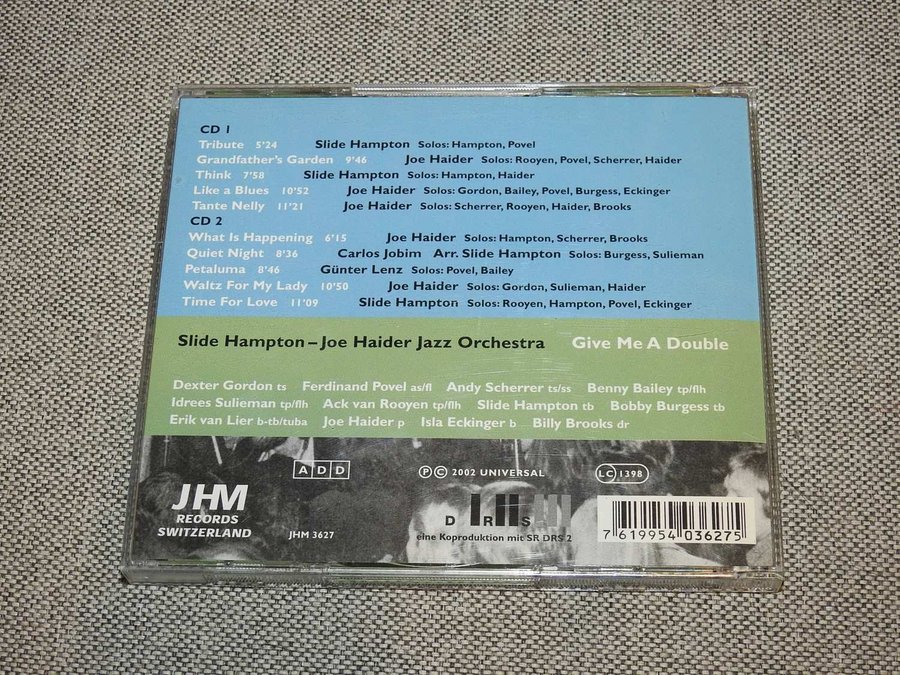 CD 1
Tribute 5'24 Slide Hampton Solos: Hampton, Povel
Grandfather's Garden 9'46 Joe Haider Solos: Rooyen, Povel, Scherrer, Haider
Think 7'58 Slide Hampton Solos: Hampton, Haider
Like a Blues 10'52 Joe Haider Solos: Gordon, Bailey, Povel, Burgess, Eckinger
Tante Nelly 11'21 Joe Haider Solos: Scherrer, Rooyen, Haider, Brooks
CD 2
What Is Happening 6'15 Joe Haider Solos: Hampton, Scherrer, Brooks
Quiet Night 8'36 Carlos Jobim Arr. Slide Hampton Solos: Burgess, Sulieman
Petaluma 8'46 Günter Lenz Solos: Povel, Bailey
Waltz For My Lady 10'50 Joe Haider Solos: Gordon, Sulieman, Haider
Time For Love 11'09 Slide Hampton Solos: Rooyen, Hampton, Povel, Eckinger
Slide Hampton – Joe Haider Jazz Orchestra Give Me A Double
Dexter Gordon ts Ferdinand Povel as/fl Andy Scherrer ts/ss Benny Bailey tp/flh
Idrees Sulieman tp/flh Ack van Rooyen tp/flh Slide Hampton tb Bobby Burgess tb
Erik van Lier b-tb/tuba Joe Haider p Isla Eckinger b Billy Brooks dr
ADD
℗© 2002 UNIVERSAL
LC 1398
JHM
RECORDS
SWITZERLAND
JHM 3627
D R S
eine Koproduktion mit SR DRS 2
7 619954 036275